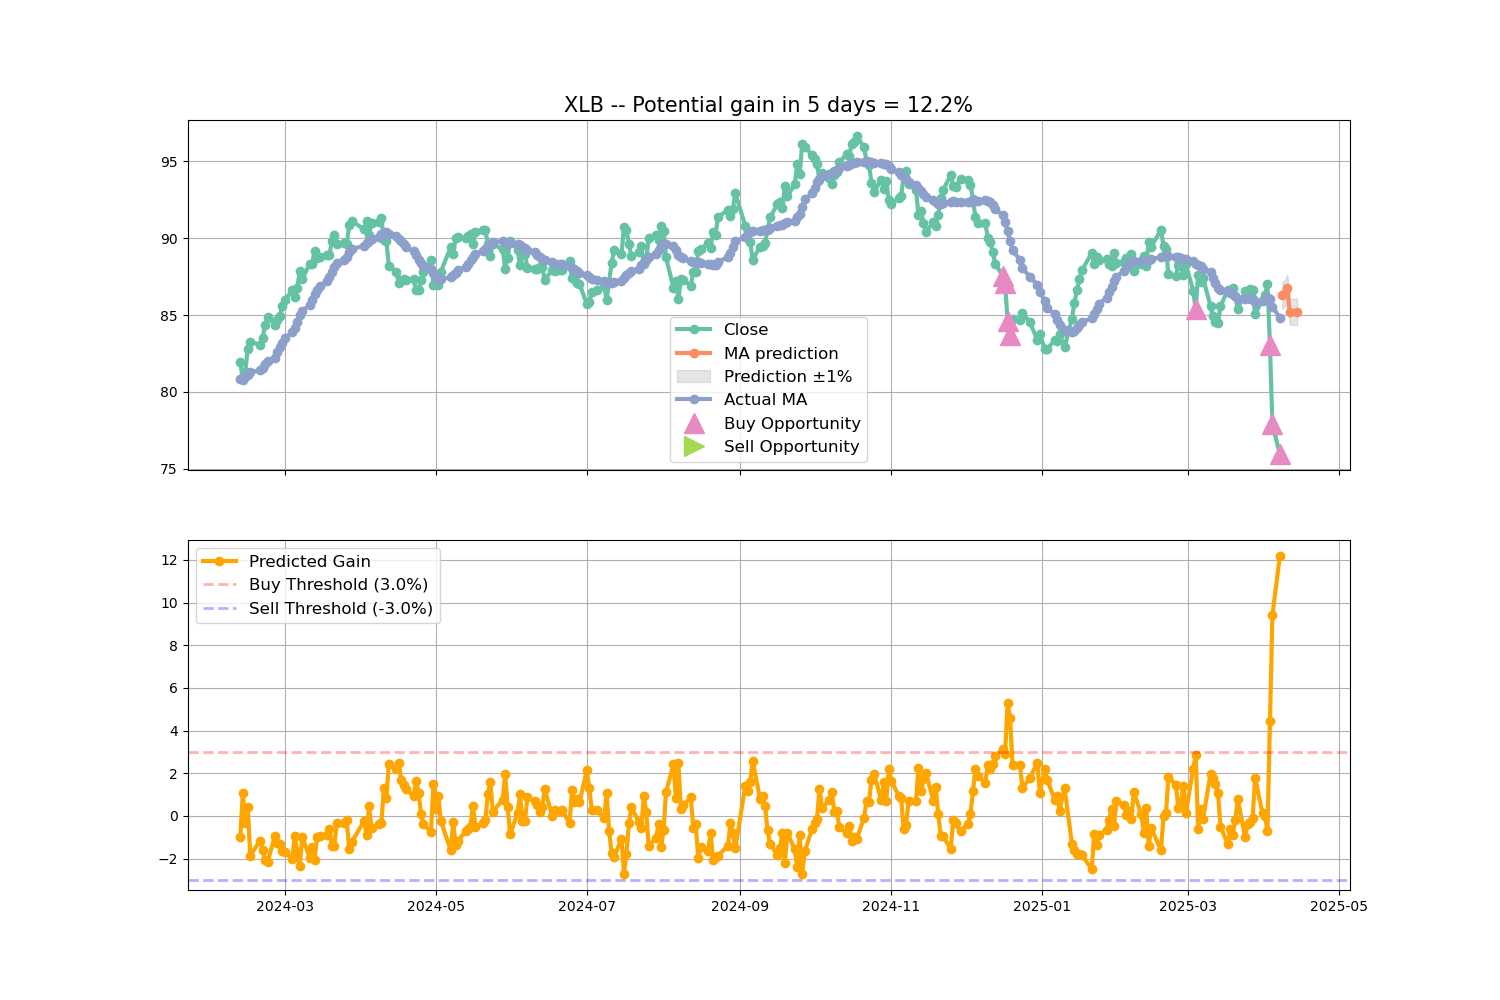 XLB -- Potential gain in 5 days = 12.2%
95
90
85
80
75
Close
MA prediction
Prediction ±1%
Actual MA
Buy Opportunity
Sell Opportunity
12
10
8
6
4
2
0
−2
Predicted Gain
Buy Threshold (3.0%)
Sell Threshold (-3.0%)
2024-03
2024-05
2024-07
2024-09
2024-11
2025-01
2025-03
2025-05